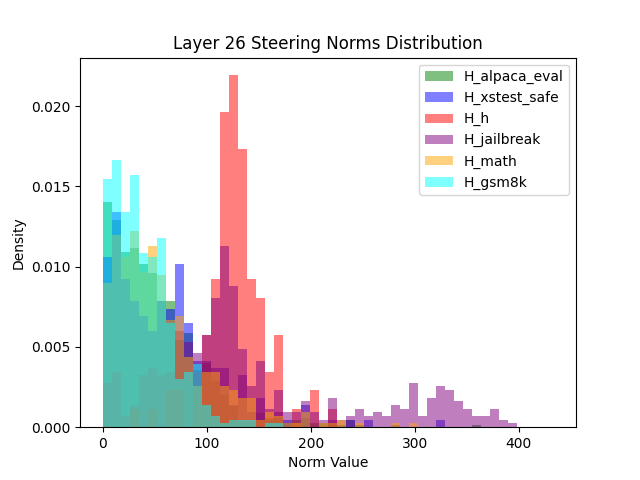 Layer 26 Steering Norms Distribution
H_alpaca_eval
H_xstest_safe
H_h
H_jailbreak
H_math
H_gsm8k
Density
0.020
0.015
0.010
0.005
0.000
0
100
200
300
400
Norm Value